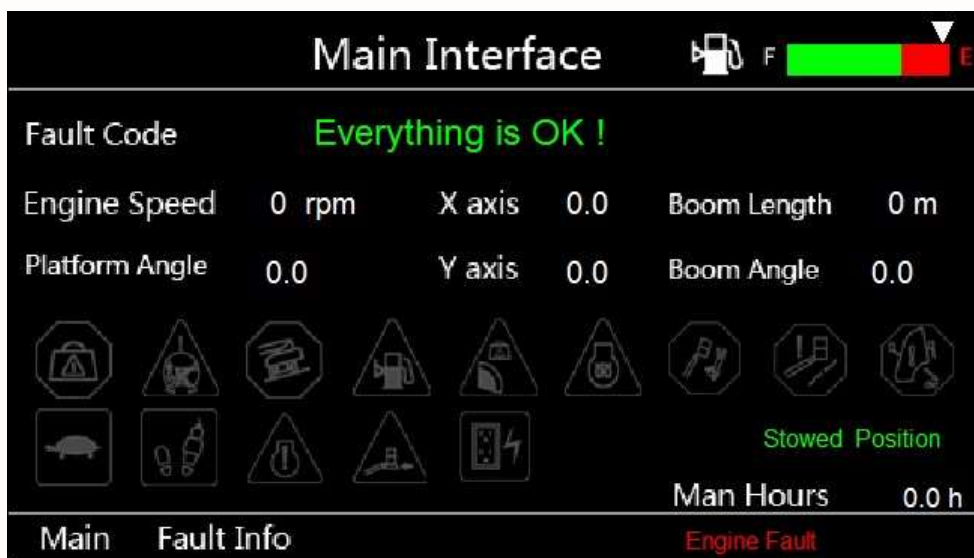 Main Interface F E
Fault Code Everything is OK !
Engine Speed 0 rpm X axis 0.0 Boom Length 0 m
Platform Angle 0.0 Y axis 0.0 Boom Angle 0.0
Stowed Position
Man Hours 0.0 h
Main Fault Info Engine Fault